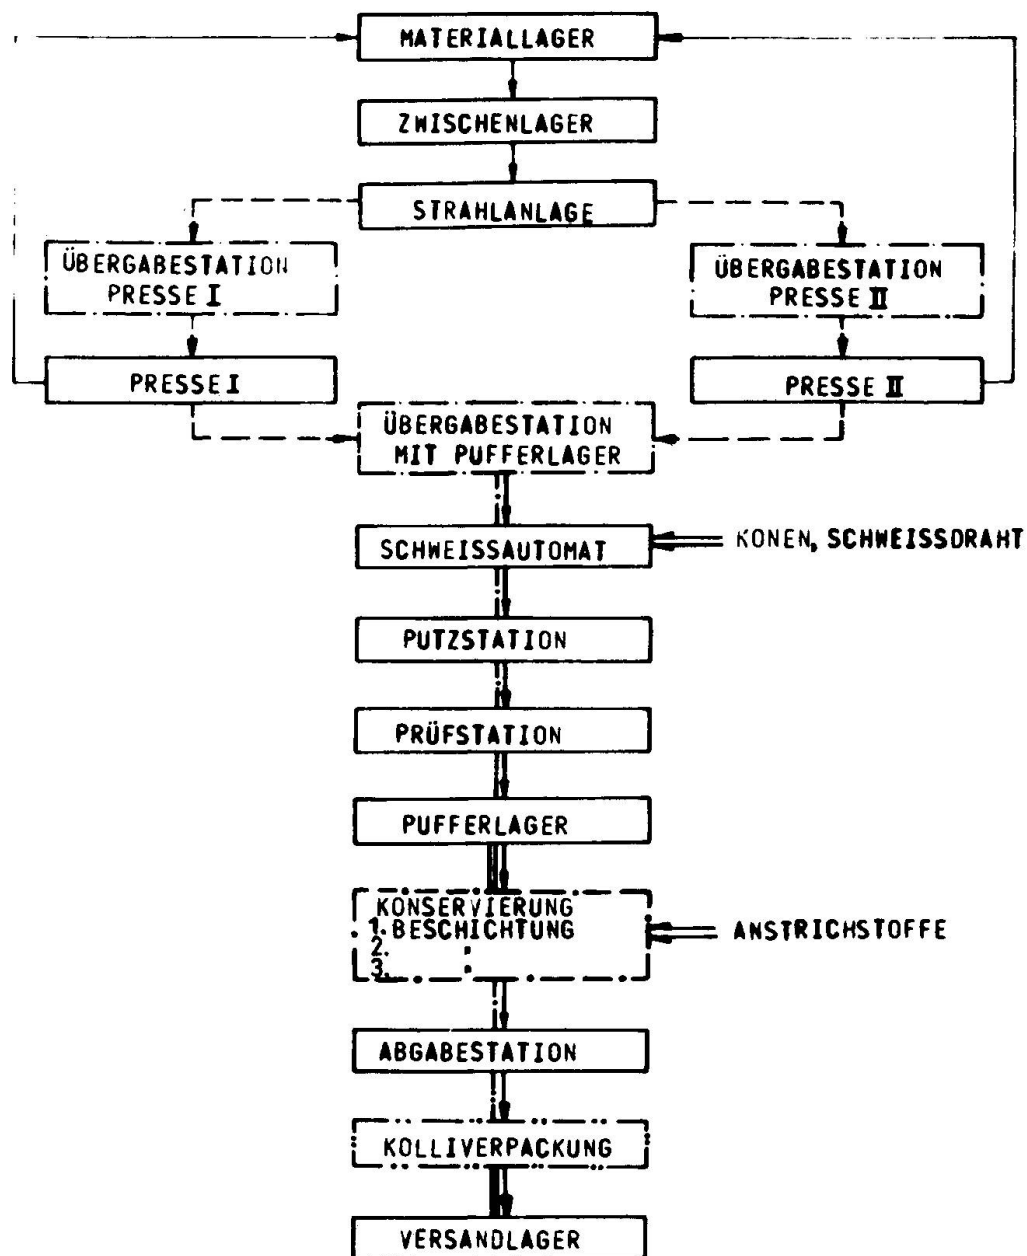 MATERIALLAGER
ZWISCHENLAGER
STRAHLANLAGE
ÜBERGABESTATION
PRESSE I
ÜBERGABESTATION
PRESSE II
PRESSE I
PRESSE II
ÜBERGABESTATION
MIT PUFFERLAGER
SCHWEISSAUTOMAT
KONEN, SCHWEISSDRAHT
PUTZSTATION
PRÜFSTATION
PUFFERLAGER
KONSERVIERUNG
1. BESCHICHTUNG
2. "
3. "
ANSTRICHSTOFFE
ABGABESTATION
KOLLIVERPACKUNG
VERSANDLAGER